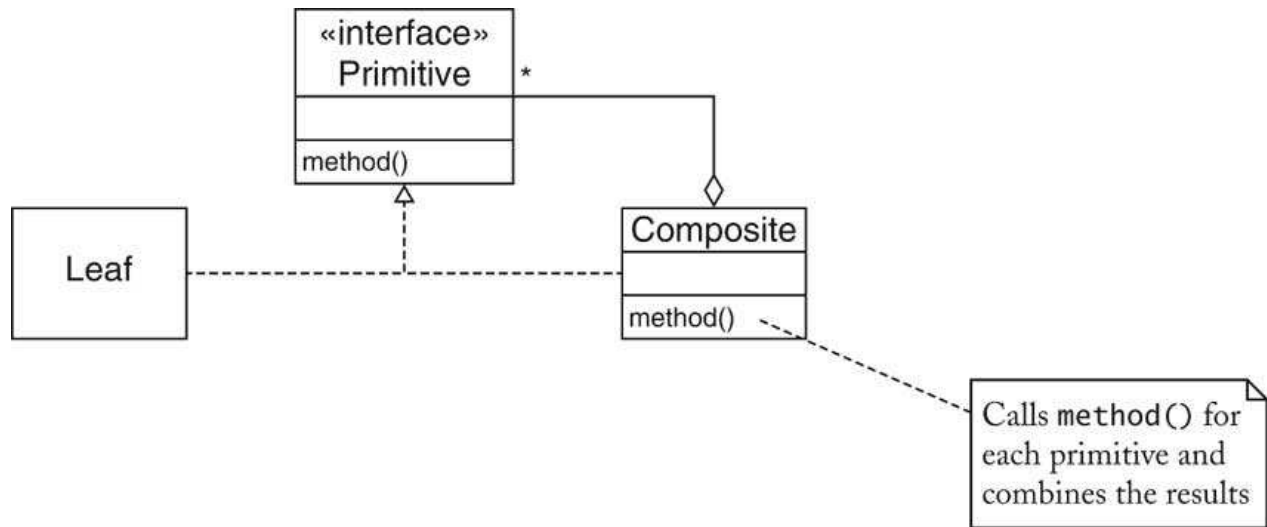 «interface»
Primitive
*
method()
Leaf
Composite
method()
Calls method() for
each primitive and
combines the results